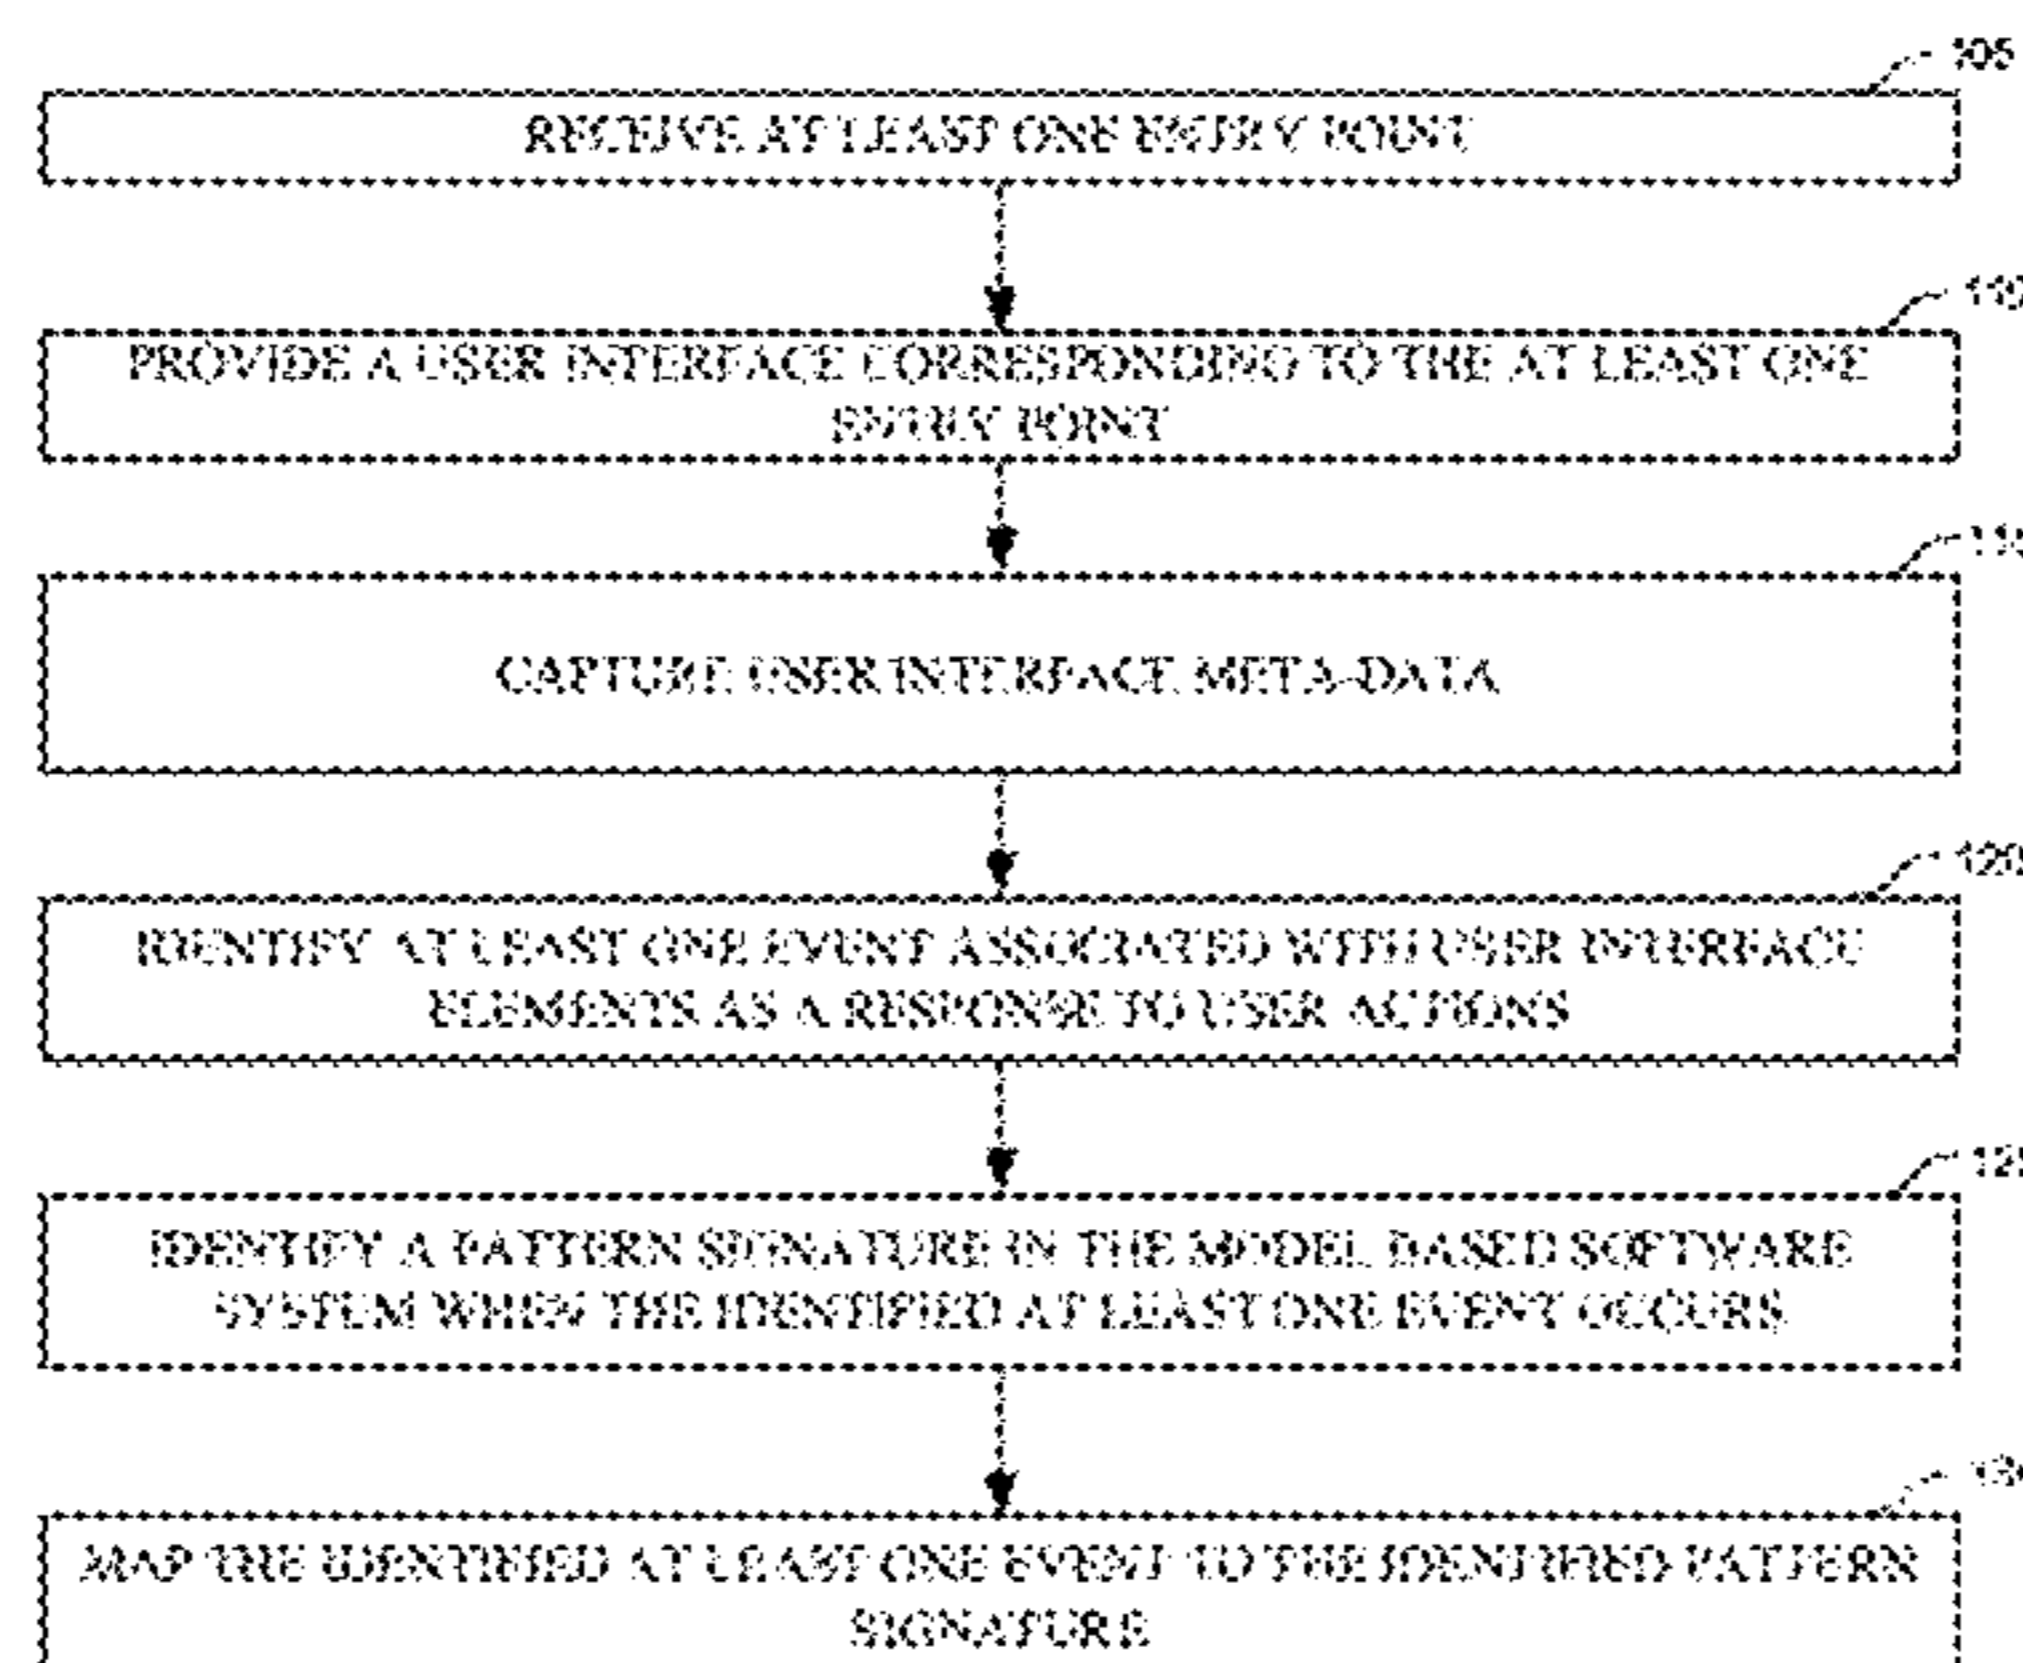 105
RECEIVE AT LEAST ONE ENTRY POINT
110
PROVIDE A USER INTERFACE CORRESPONDING TO THE AT LEAST ONE
ENTRY POINT
CAPTURE USER INTERFACE META-DATA
120
IDENTIFY AT LEAST ONE EVENT ASSOCIATED WITH USER INTERFACE
ELEMENTS AS A RESPONSE TO USER ACTIONS
IDENTIFY A PATTERN SIGNATURE IN THE MODEL BASED SOFTWARE
SYSTEM WHEN THE IDENTIFIED AT LEAST ONE EVENT OCCURS
MAP THE IDENTIFIED AT LEAST ONE EVENT TO THE IDENTIFIED PATTERN
SIGNATURE